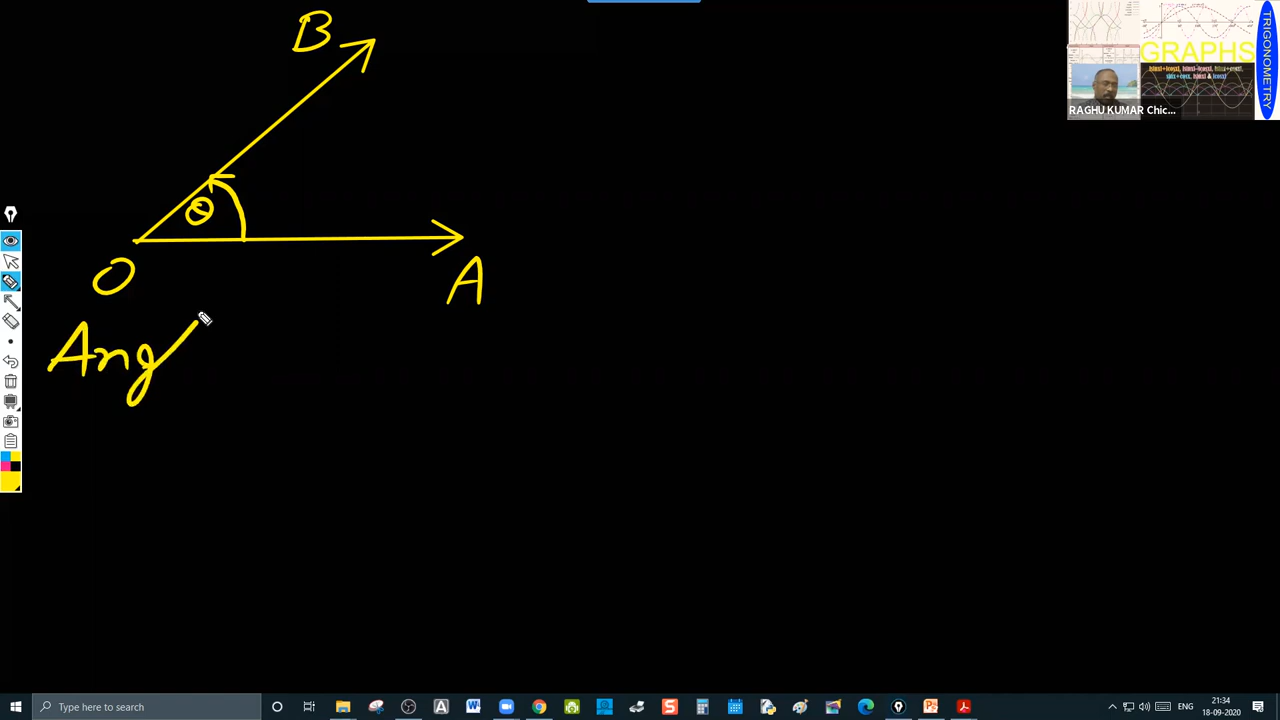 B
θ
O
A
Ang
GRAPHS
TRIGONOMETRY
RAGHU KUMAR Chic...
Type here to search
ENG
21:34
18-09-2020